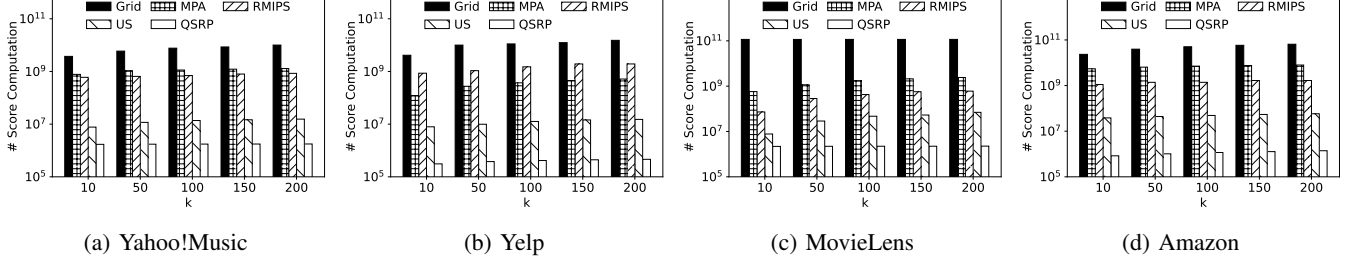 # Score Computation
10^11
10^9
10^7
10^5
Grid MPA RMIPS
US QSRP
10 50 100 150 200
k
(a) Yahoo!Music
# Score Computation
10^11
10^9
10^7
10^5
Grid MPA RMIPS
US QSRP
10 50 100 150 200
k
(b) Yelp
# Score Computation
10^11
10^9
10^7
10^5
Grid MPA RMIPS
US QSRP
10 50 100 150 200
k
(c) MovieLens
# Score Computation
10^11
10^9
10^7
10^5
Grid MPA RMIPS
US QSRP
10 50 100 150 200
k
(d) Amazon